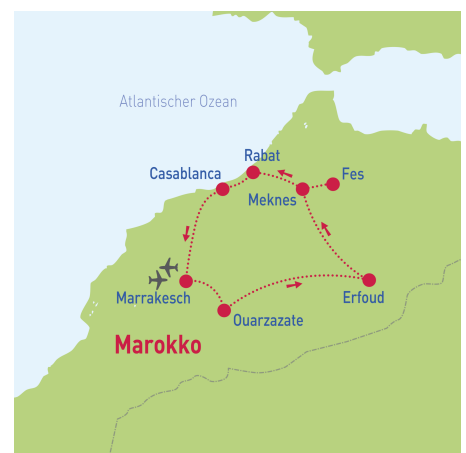 Atlantischer Ozean
Rabat
Casablanca
Fes
Meknes
Marrakesch
Erfoud
Ouarzazate
Marokko